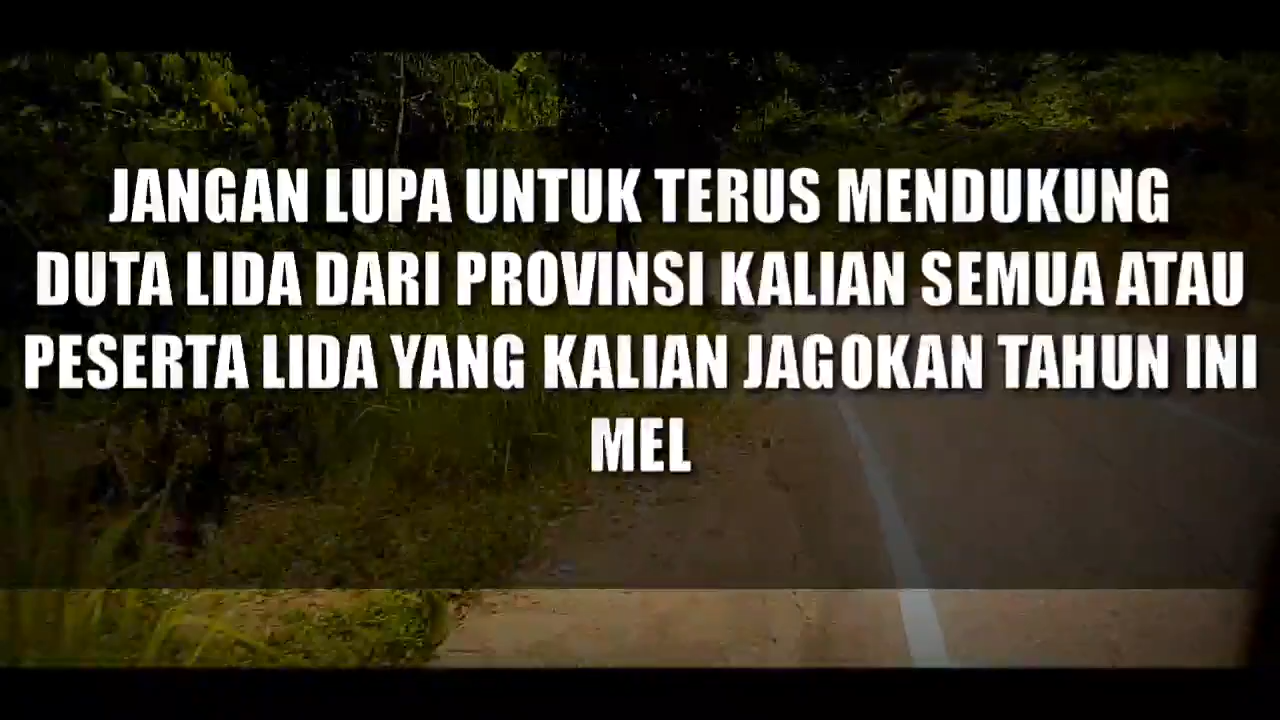 JANGAN LUPA UNTUK TERUS MENDUKUNG
DUTA LIDA DARI PROVINSI KALIAN SEMUA ATAU
PESERTA LIDA YANG KALIAN JAGOKAN TAHUN INI
MEL